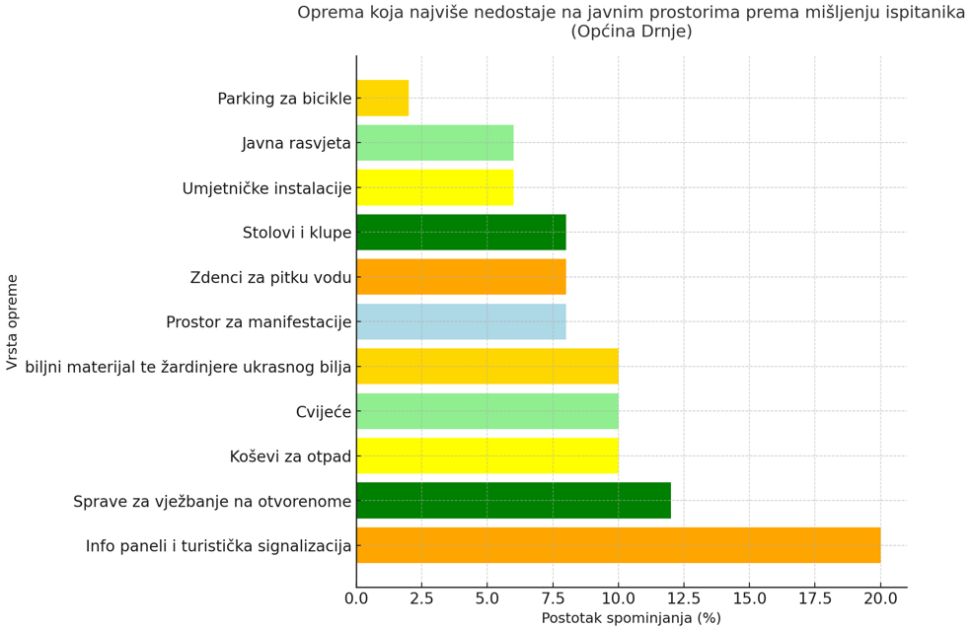 Oprema koja najviše nedostaje na javnim prostorima prema mišljenju ispitanika
(Općina Drnje)
Vrsta opreme
Parking za bicikle
Javna rasvjeta
Umjetničke instalacije
Stolovi i klupe
Zdenci za pitku vodu
Prostor za manifestacije
biljni materijal te žardinjere ukrasnog bilja
Cvijeće
Koševi za otpad
Sprave za vježbanje na otvorenome
Info paneli i turistička signalizacija
0.0 2.5 5.0 7.5 10.0 12.5 15.0 17.5 20.0
Postotak spominjanja (%)